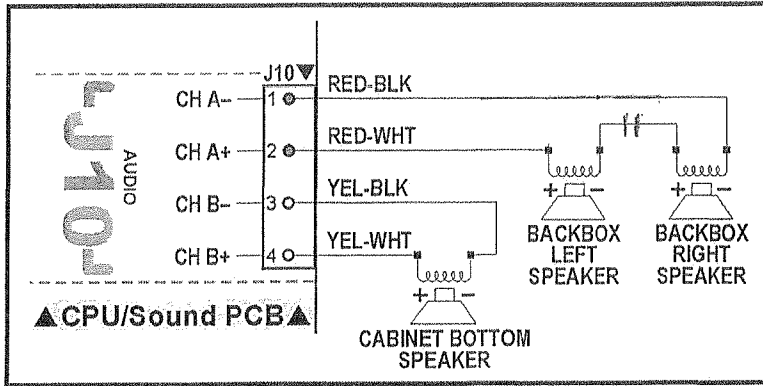 J10▼
CH A- 1 RED-BLK
CH A+ 2 RED-WHT
CH B- 3 YEL-BLK
CH B+ 4 YEL-WHT
J10
AUDIO
+ -
BACKBOX
LEFT
SPEAKER
+ -
BACKBOX
RIGHT
SPEAKER
+ -
CABINET BOTTOM
SPEAKER
▲CPU/Sound PCB▲